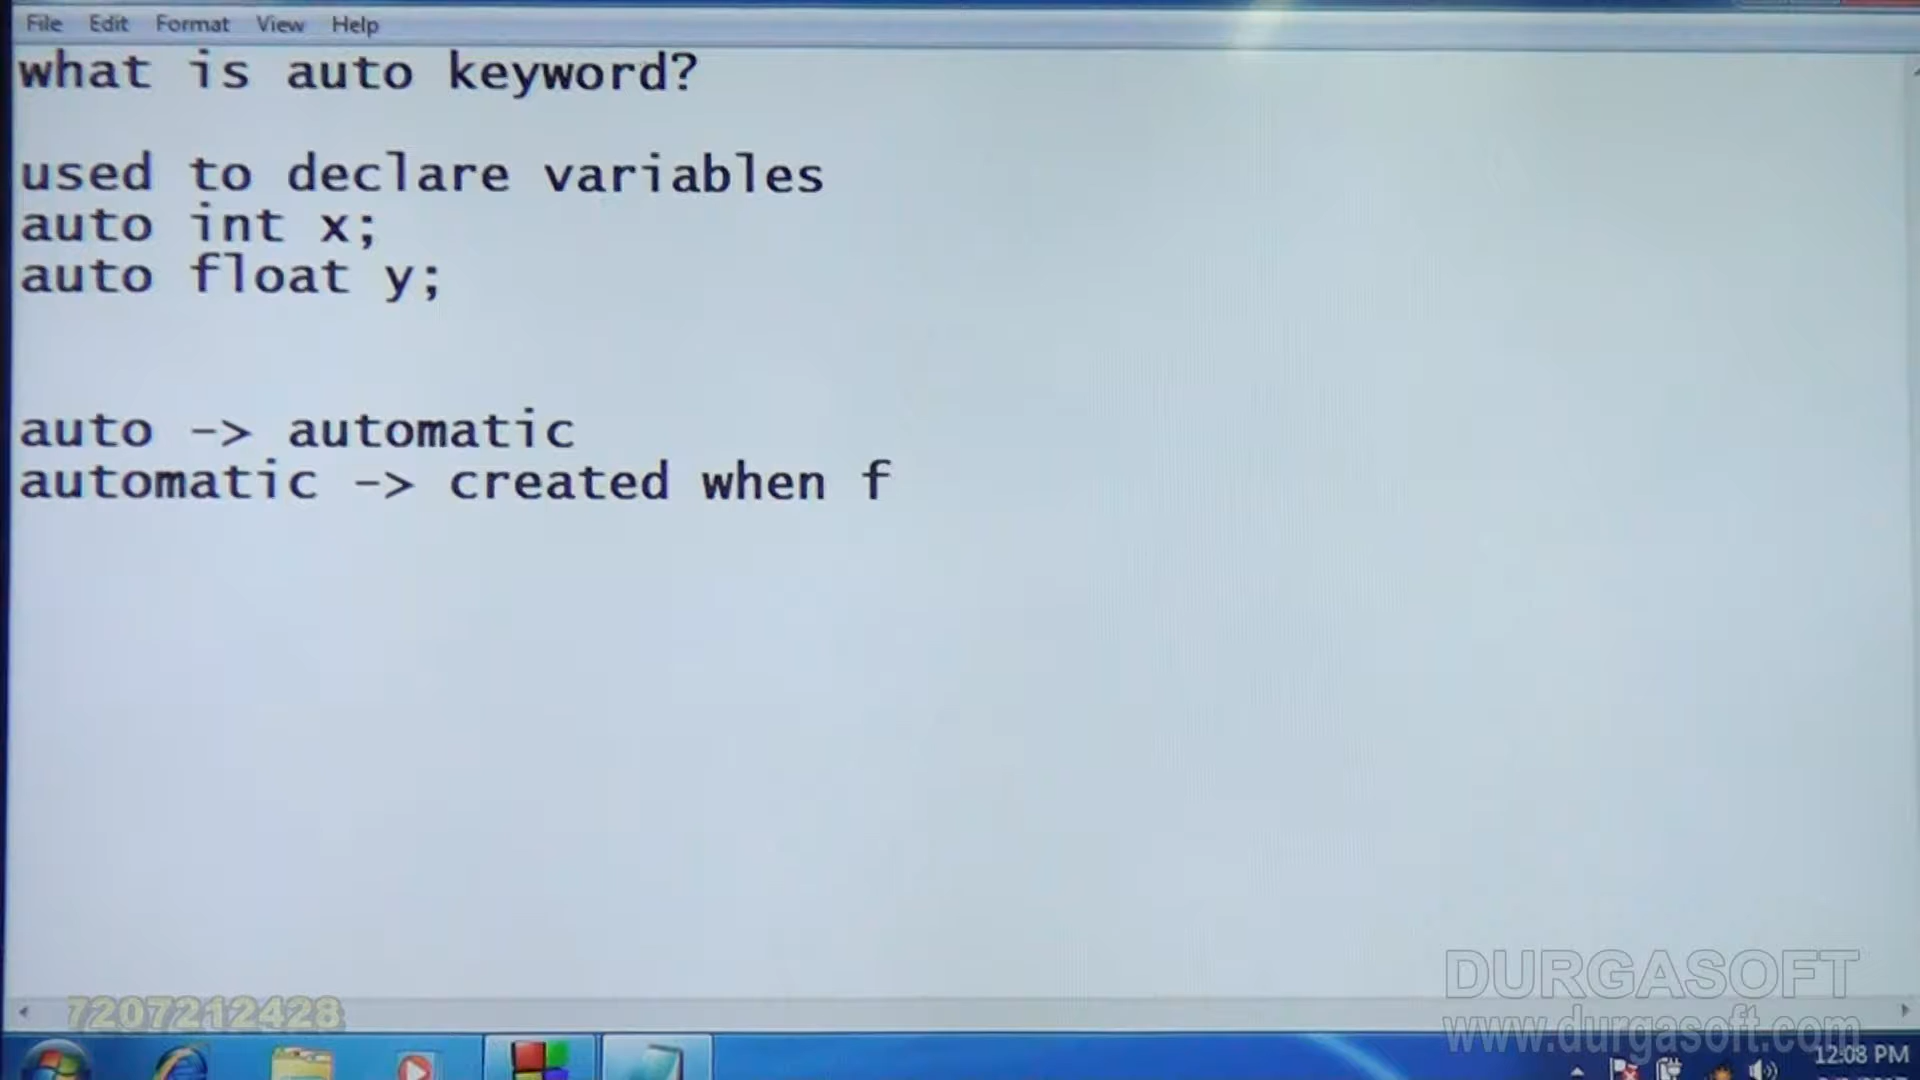 File Edit Format View Help
what is auto keyword?
used to declare variables
auto int x;
auto float y;
auto -> automatic
automatic -> created when f
DURGASOFT
7207212428
www.durgasoft.com
12:08 PM